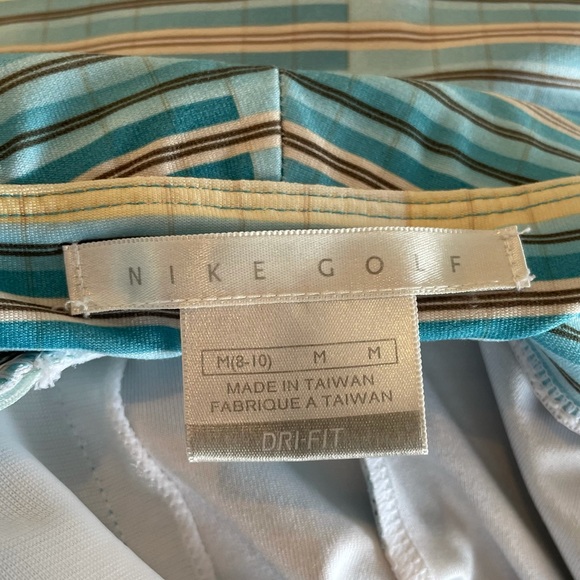 NIKE GOLF
M(8-10) M M
MADE IN TAIWAN
FABRIQUE A TAIWAN
DRI-FIT